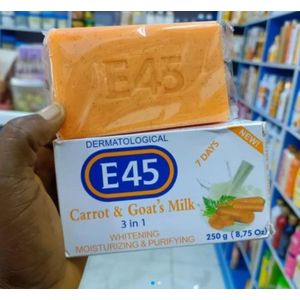 E45
DERMATOLOGICAL
E45
7 DAYS
NEW!
Carrot & Goat's Milk
3 in 1
WHITENING
MOISTURIZING & PURIFYING
250 g (8,75 Oz)